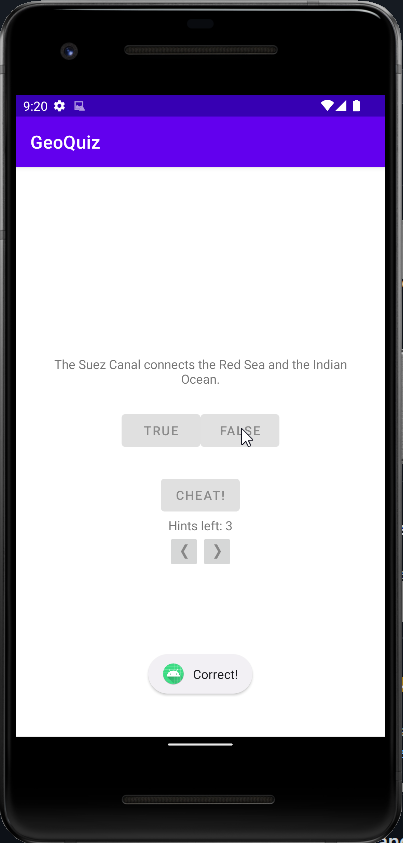 9:20
GeoQuiz
The Suez Canal connects the Red Sea and the Indian
Ocean.
TRUE FALSE
CHEAT!
Hints left: 3
❮ ❯
Correct!